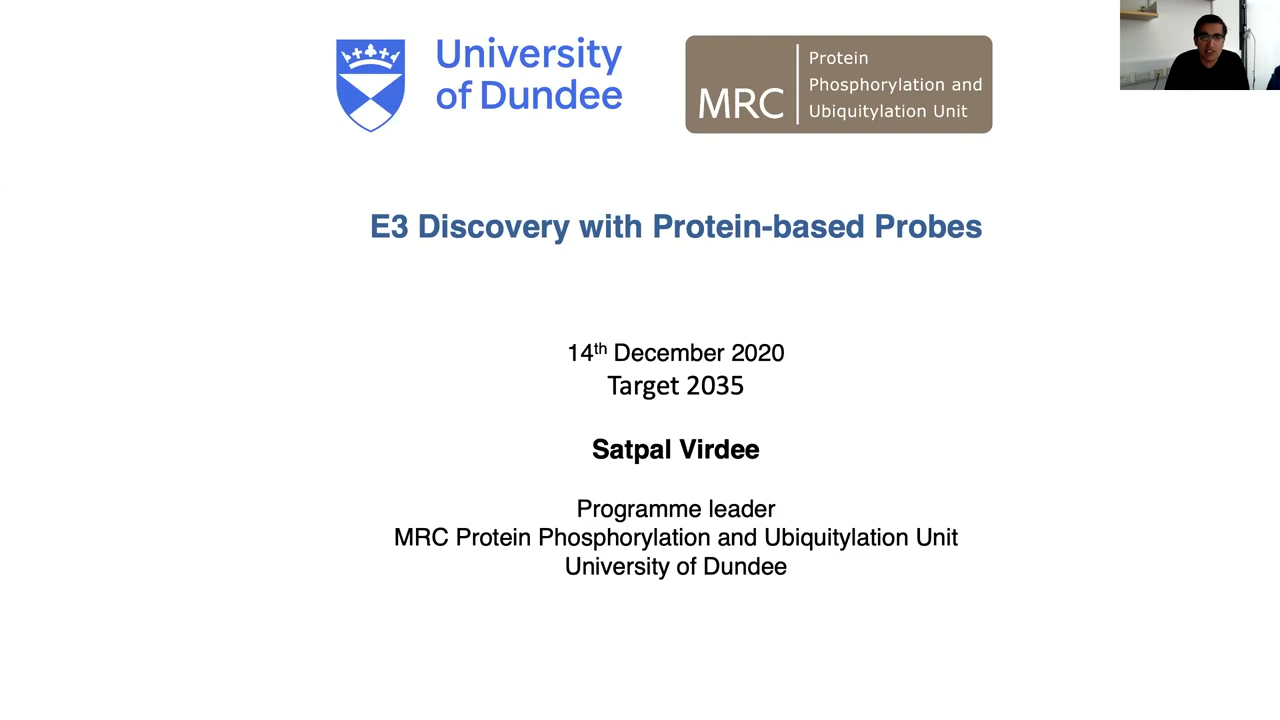 University
of Dundee
MRC
Protein
Phosphorylation and
Ubiquitylation Unit
E3 Discovery with Protein-based Probes
14th December 2020
Target 2035
Satpal Virdee
Programme leader
MRC Protein Phosphorylation and Ubiquitylation Unit
University of Dundee